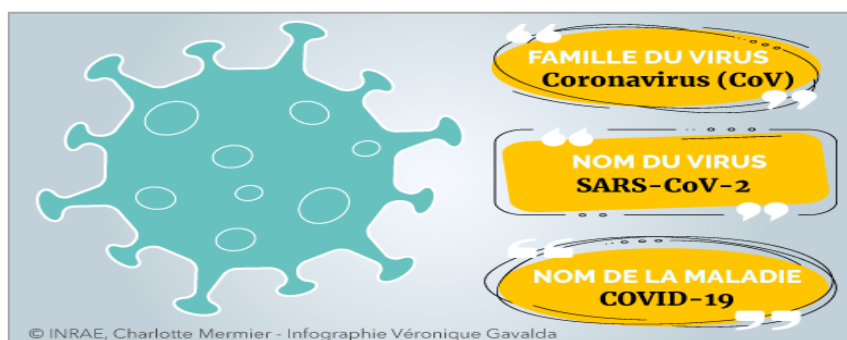 FAMILLE DU VIRUS
Coronavirus (CoV)
NOM DU VIRUS
SARS-CoV-2
NOM DE LA MALADIE
COVID-19
© INRAE, Charlotte Mermier - Infographie Véronique Gavalda